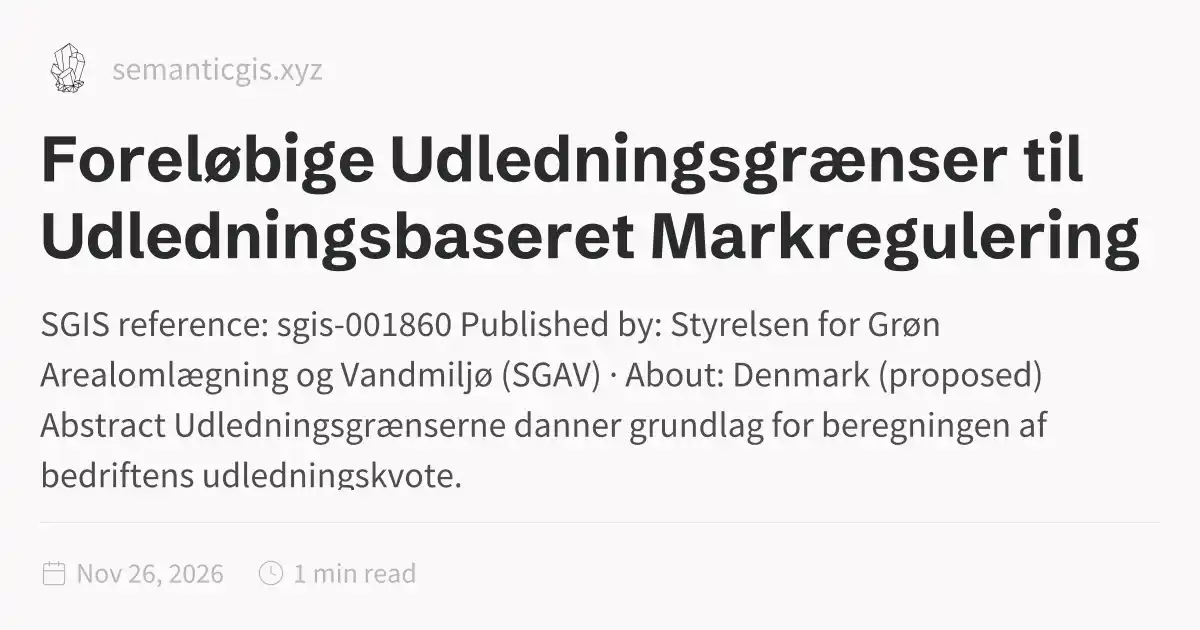 semanticgis.xyz
Foreløbige Udledningsgrænser til
Udledningsbaseret Markregulering
SGIS reference: sgis-001860 Published by: Styrelsen for Grøn
Arealomlægning og Vandmiljø (SGAV) · About: Denmark (proposed)
Abstract Udledningsgrænserne danner grundlag for beregningen af
bedriftens udledningskvote.
Nov 26, 2026 1 min read